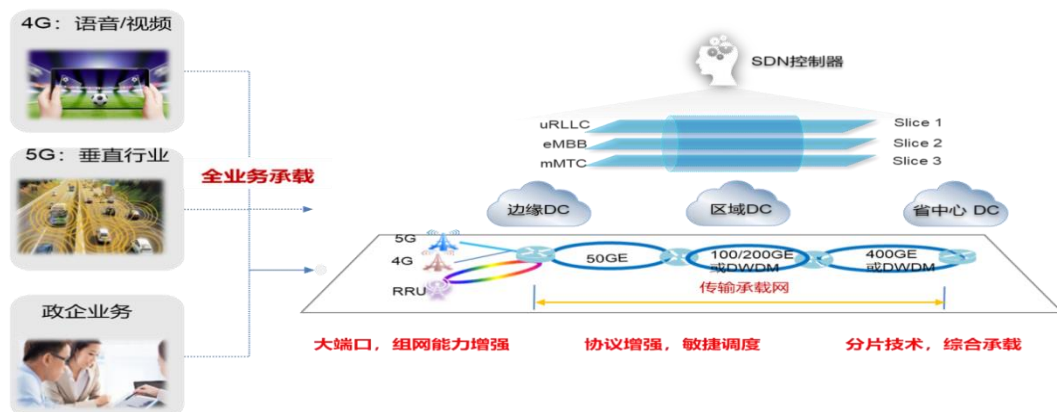 4G：语音/视频
5G：垂直行业
政企业务
全业务承载
SDN控制器
uRLLC
eMBB
mMTC
Slice 1
Slice 2
Slice 3
边缘DC
区域DC
省中心 DC
5G
4G
RRU
50GE
100/200GE
或DWDM
400GE
或DWDM
传输承载网
大端口，组网能力增强
协议增强，敏捷调度
分片技术，综合承载